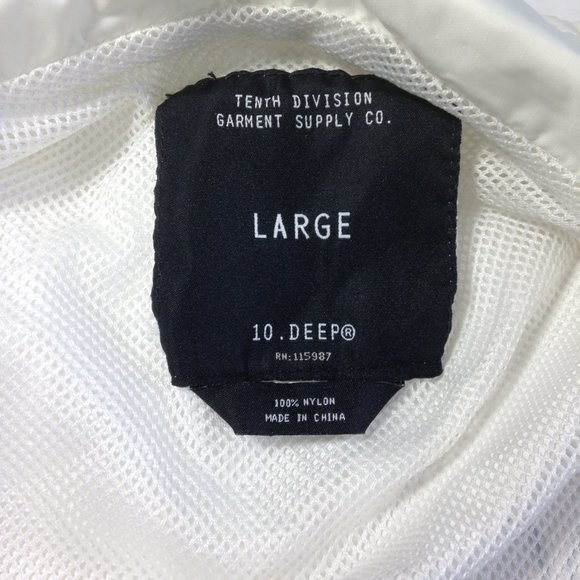 TENTH DIVISION
GARMENT SUPPLY CO.
LARGE
10.DEEP®
RN:115987
100% NYLON
MADE IN CHINA